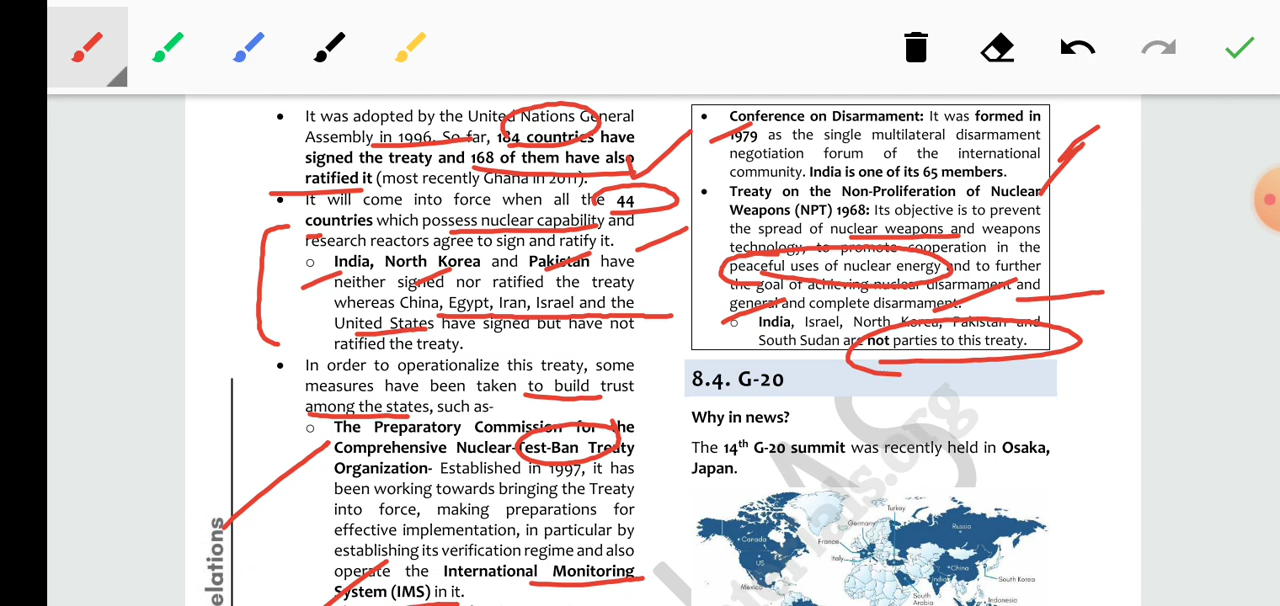 It was adopted by the United Nations General
Assembly in 1996. So far, 184 countries have
signed the treaty and 168 of them have also
ratified it (most recently Ghana in 2011).
It will come into force when all the 44
countries which possess nuclear capability and
research reactors agree to sign and ratify it.
India, North Korea and Pakistan have
neither signed nor ratified the treaty
whereas China, Egypt, Iran, Israel and the
United States have signed but have not
ratified the treaty.
In order to operationalize this treaty, some
measures have been taken to build trust
among the states, such as-
The Preparatory Commission for the
Comprehensive Nuclear-Test-Ban Treaty
Organization- Established in 1997, it has
been working towards bringing the Treaty
into force, making preparations for
effective implementation, in particular by
establishing its verification regime and also
operate the International Monitoring
System (IMS) in it.
elations
Conference on Disarmament: It was formed in
1979 as the single multilateral disarmament
negotiation forum of the international
community. India is one of its 65 members.
Treaty on the Non-Proliferation of Nuclear
Weapons (NPT) 1968: Its objective is to prevent
the spread of nuclear weapons and weapons
technology, to promote cooperation in the
peaceful uses of nuclear energy and to further
the goal of achieving nuclear disarmament and
general and complete disarmament.
India, Israel, North Korea, Pakistan and
South Sudan are not parties to this treaty.
8.4. G-20
Why in news?
The 14th G-20 summit was recently held in Osaka,
Japan.
Canada
US
Mexico
Germany
France
Italy
Turkey
Russia
China
India
South Korea
South
Arabia
Indonesia